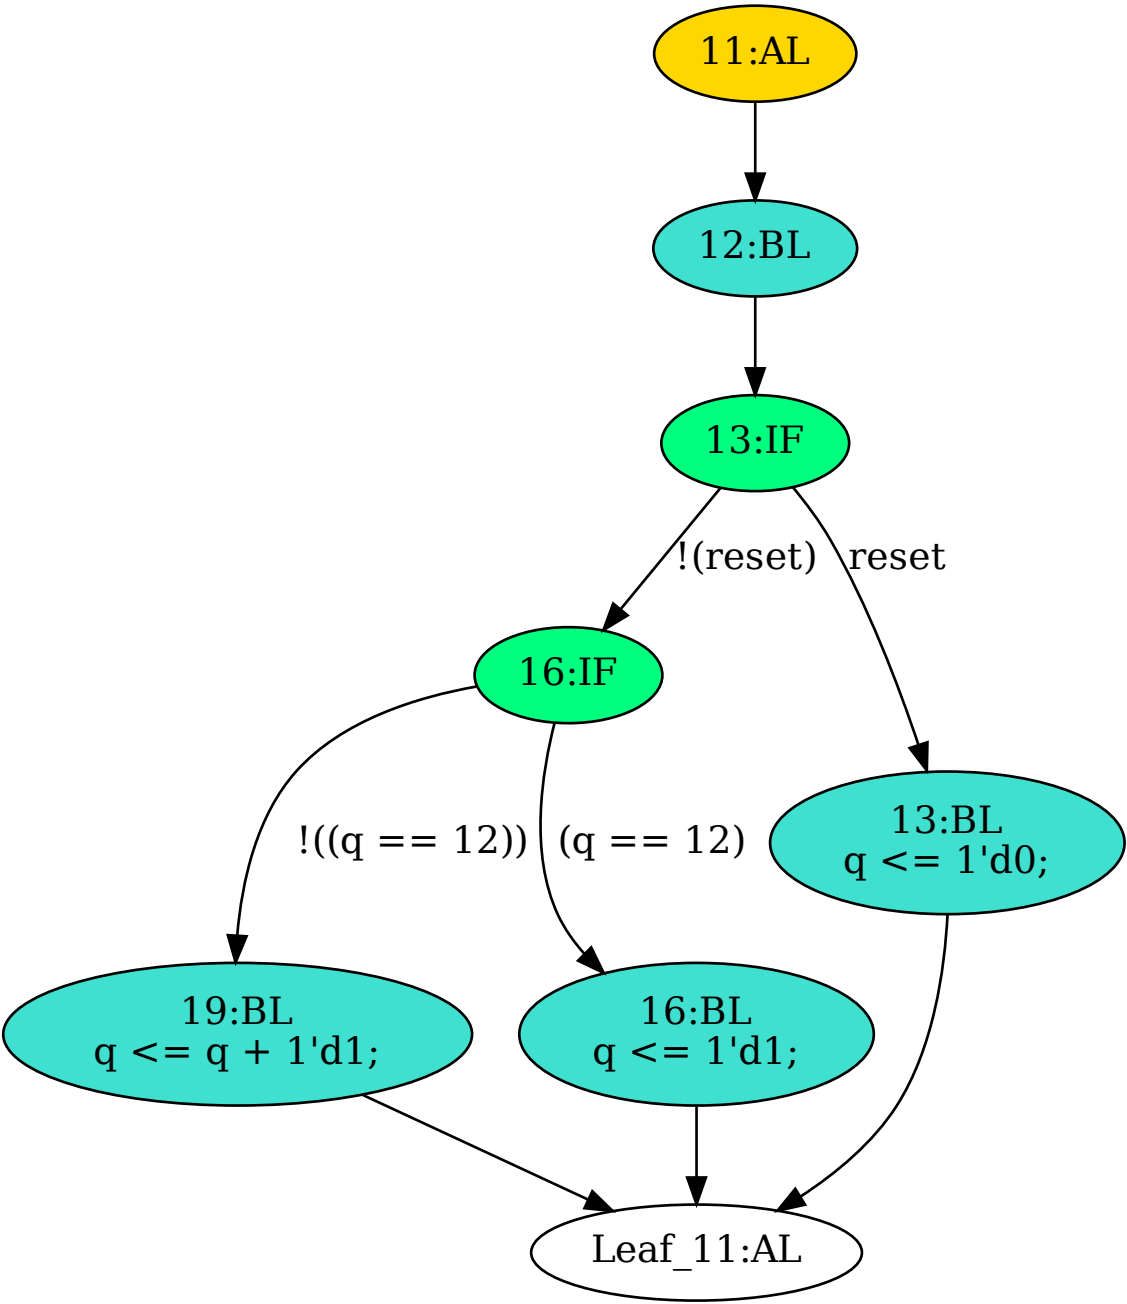 11:AL
12:BL
13:IF
!(reset)
reset
16:IF
!((q == 12))
(q == 12)
13:BL
q <= 1'd0;
19:BL
q <= q + 1'd1;
16:BL
q <= 1'd1;
Leaf_11:AL